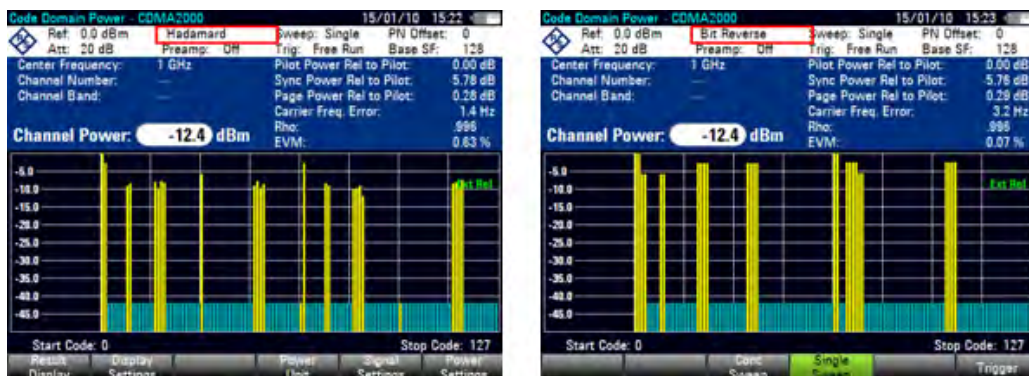 Code Domain Power - CDMA2000 15/01/10 15:22
Ref: 0.0 dBm Hadamard Sweep: Single PN Offset: 0
Att: 20 dB Preamp: Off Trig: Free Run Base SF: 128
Center Frequency: 1 GHz Pilot Power Rel to Pilot: 0.00 dB
Channel Number: --- Sync Power Rel to Pilot: -5.78 dB
Channel Band: --- Page Power Rel to Pilot: 0.28 dB
Carrier Freq. Error: 1.4 Hz
Rho: .996
Channel Power: -12.4 dBm EVM: 0.63 %
-5.0
Ext Ref
-10.0
-15.0
-20.0
-25.0
-30.0
-35.0
-40.0
-45.0
Start Code: 0 Stop Code: 127
Result Display Power Signal Power
Display Settings Unit Settings Settings
Code Domain Power - CDMA2000 15/01/10 15:23
Ref: 0.0 dBm Bit Reverse Sweep: Single PN Offset: 0
Att: 20 dB Preamp: Off Trig: Free Run Base SF: 128
Center Frequency: 1 GHz Pilot Power Rel to Pilot: 0.00 dB
Channel Number: --- Sync Power Rel to Pilot: -5.76 dB
Channel Band: --- Page Power Rel to Pilot: 0.29 dB
Carrier Freq. Error: 3.2 Hz
Rho: .996
Channel Power: -12.4 dBm EVM: 0.07 %
-5.0
Ext Ref
-10.0
-15.0
-20.0
-25.0
-30.0
-35.0
-40.0
-45.0
Start Code: 0 Stop Code: 127
Cont Single Trigger
Sweep Sweep